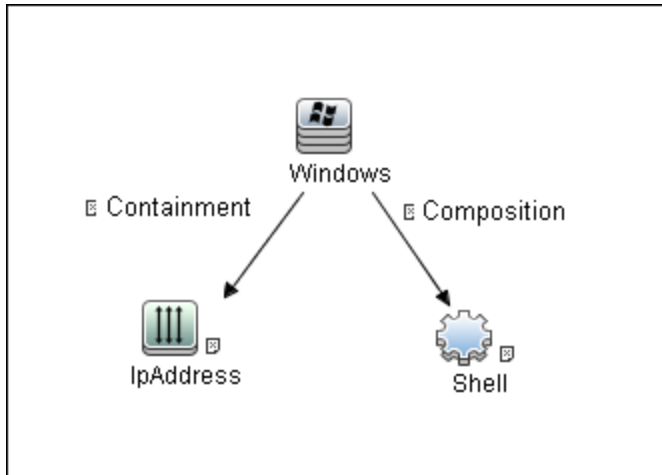 Windows
Containment
Composition
IpAddress
Shell